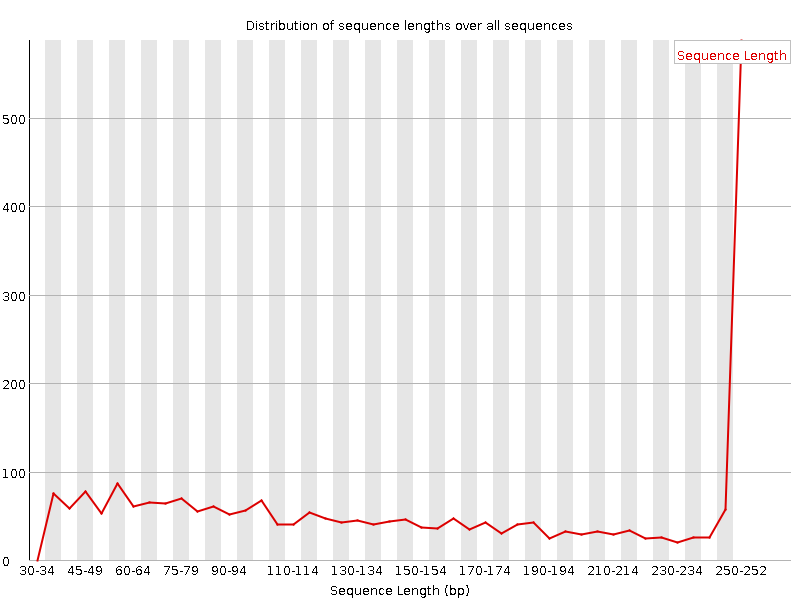 Distribution of sequence lengths over all sequences
Sequence Length
500
400
300
200
100
0
30-34 45-49 60-64 75-79 90-94 110-114 130-134 150-154 170-174 190-194 210-214 230-234 250-252
Sequence Length (bp)